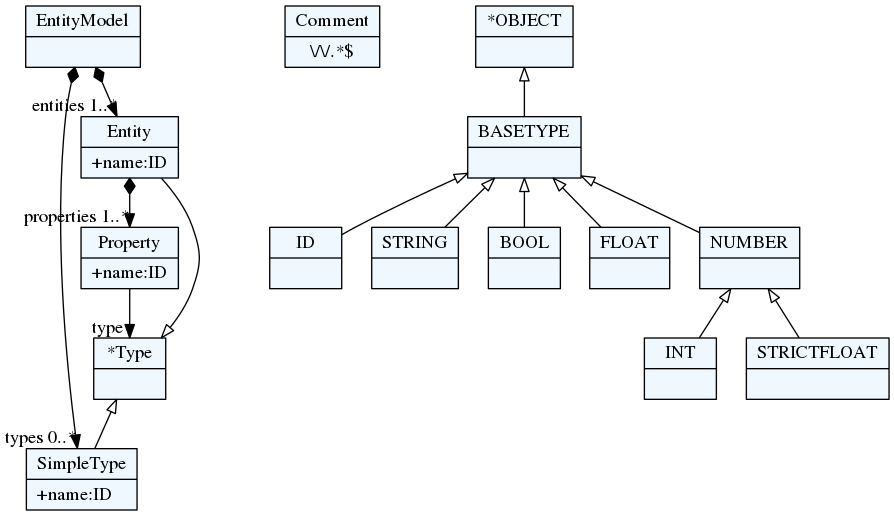 EntityModel
Comment
\/\/.*$
*OBJECT
entities 1..*
Entity
+name:ID
BASETYPE
properties 1..*
Property
+name:ID
ID
STRING
BOOL
FLOAT
NUMBER
type
*Type
INT
STRICTFLOAT
types 0..*
SimpleType
+name:ID